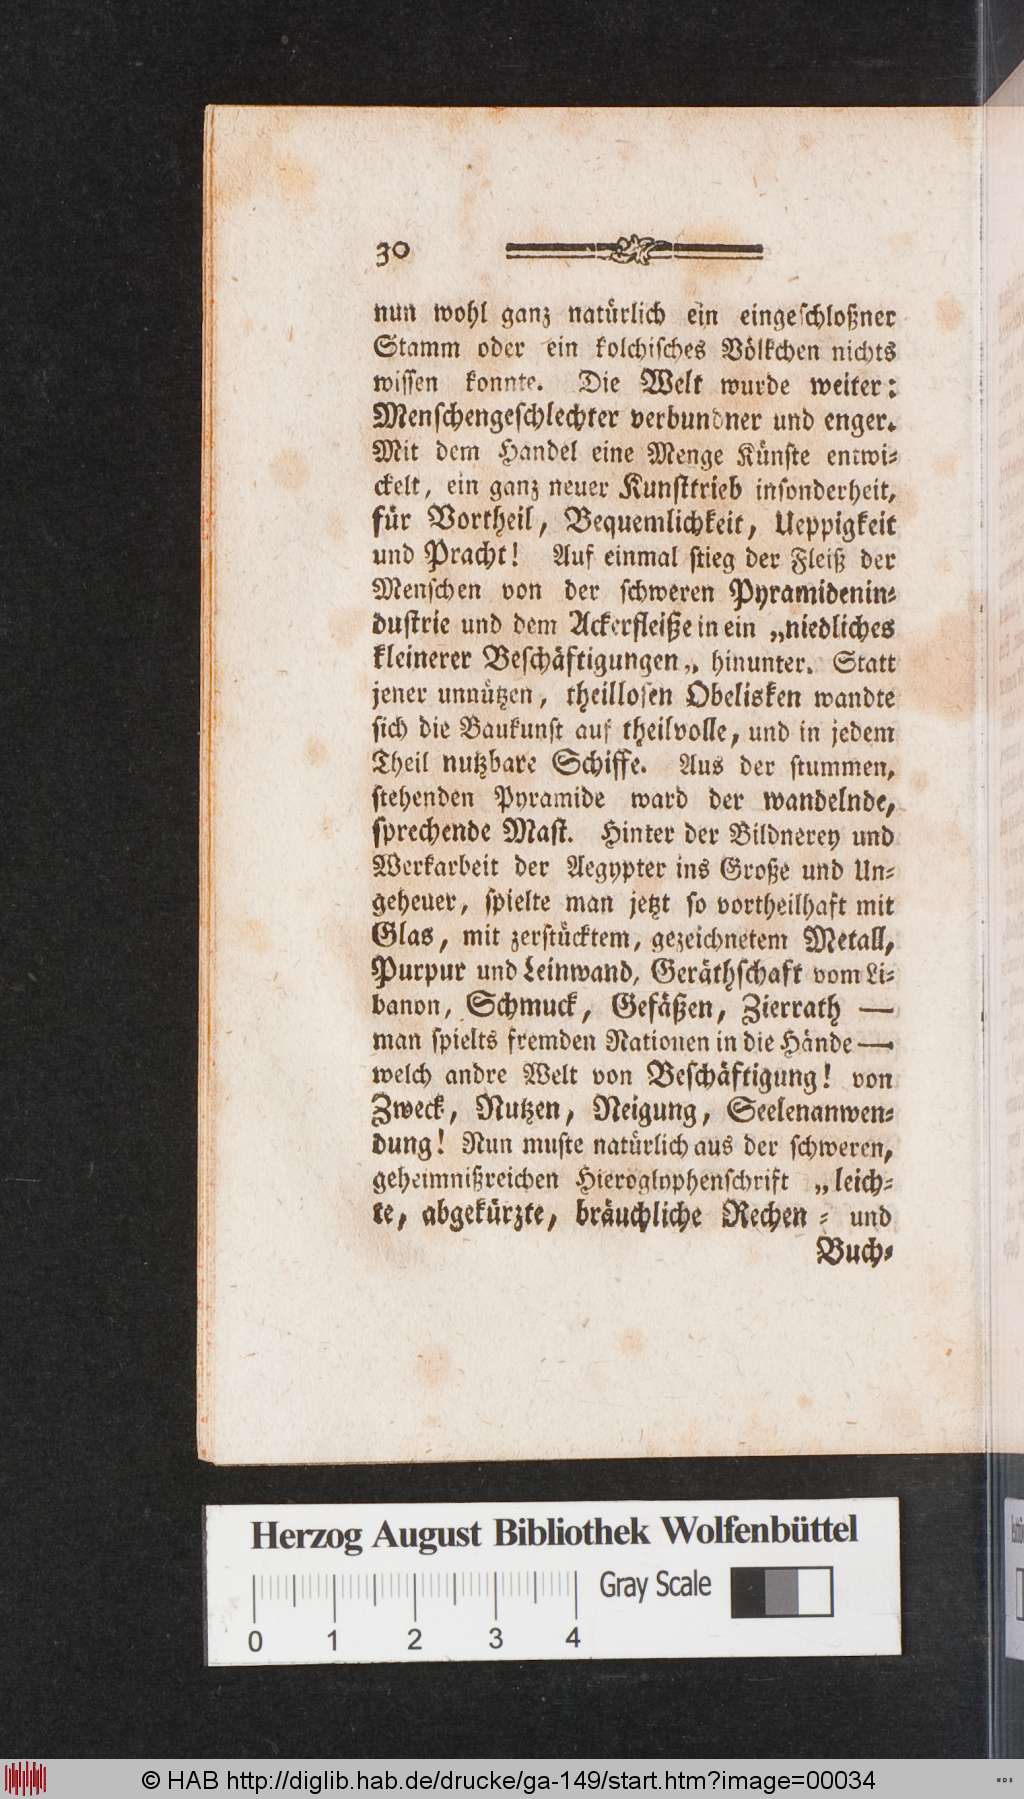 30
nun wohl ganz natürlich ein eingeschloßner
Stamm oder ein kolchisches Völkchen nichts
wissen konnte. Die Welt wurde weiter:
Menschengeschlechter verbundner und enger.
Mit dem Handel eine Menge Künste entwi-
ckelt, ein ganz neuer Kunsttrieb insonderheit,
für Vortheil, Bequemlichkeit, Ueppigkeit
und Pracht! Auf einmal stieg der Fleiß der
Menschen von der schweren Pyramidenin-
dustrie und dem Ackerfleiße in ein „niedliches
kleinerer Beschäftigungen„ hinunter. Statt
jener unnützen, theillosen Obelisken wandte
sich die Baukunst auf theilvolle, und in jedem
Theil nutzbare Schiffe. Aus der stummen,
stehenden Pyramide ward der wandelnde,
sprechende Mast. Hinter der Bildnerey und
Werkarbeit der Aegypter ins Große und Un-
geheuer, spielte man jetzt so vortheilhaft mit
Glas, mit zerstücktem, gezeichnetem Metall,
Purpur und Leinwand, Geräthschaft vom Li-
banon, Schmuck, Gefäßen, Zierrath —
man spielts fremden Nationen in die Hände —
welch andre Welt von Beschäftigung! von
Zweck, Nutzen, Neigung, Seelenanwen-
dung! Nun muste natürlich aus der schweren,
geheimnißreichen Hieroglyphenschrift „leich-
te, abgekürzte, bräuchliche Rechen- und
Buch-
Herzog August Bibliothek Wolfenbüttel
Gray Scale
0 1 2 3 4
© HAB http://diglib.hab.de/drucke/ga-149/start.htm?image=00034